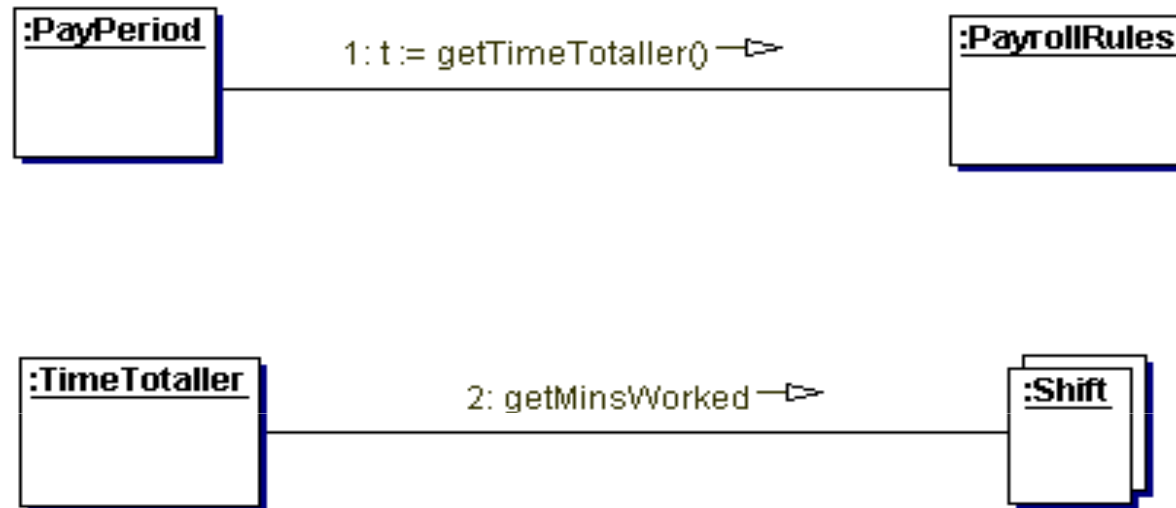 :PayPeriod
1: t := getTimeTotaller()
:PayrollRules
:TimeTotaller
2: getMinsWorked
:Shift